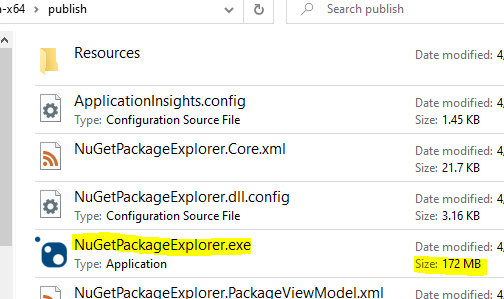 n-x64 > publish
Search publish
Resources
Date modified: 4,
ApplicationInsights.config
Date modified: 4,
Type: Configuration Source File
Size: 1.45 KB
NuGetPackageExplorer.Core.xml
Date modified: 4,
Size: 21.7 KB
NuGetPackageExplorer.dll.config
Date modified: 4,
Type: Configuration Source File
Size: 3.16 KB
NuGetPackageExplorer.exe
Date modified: 4,
Type: Application
Size: 172 MB
NuGetPackageExplorer.PackageViewModel.xml
Date modified: 4,